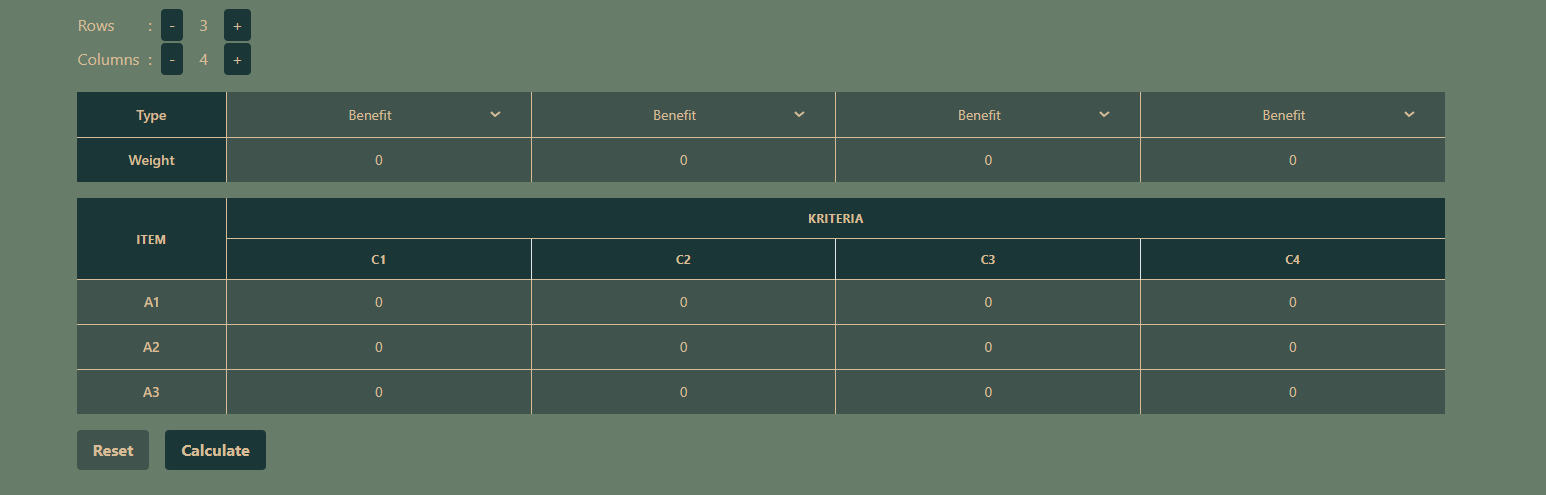 Rows : - 3 +
Columns : - 4 +
Type Benefit Benefit Benefit Benefit
Weight 0 0 0 0
ITEM KRITERIA
C1 C2 C3 C4
A1 0 0 0 0
A2 0 0 0 0
A3 0 0 0 0
Reset Calculate